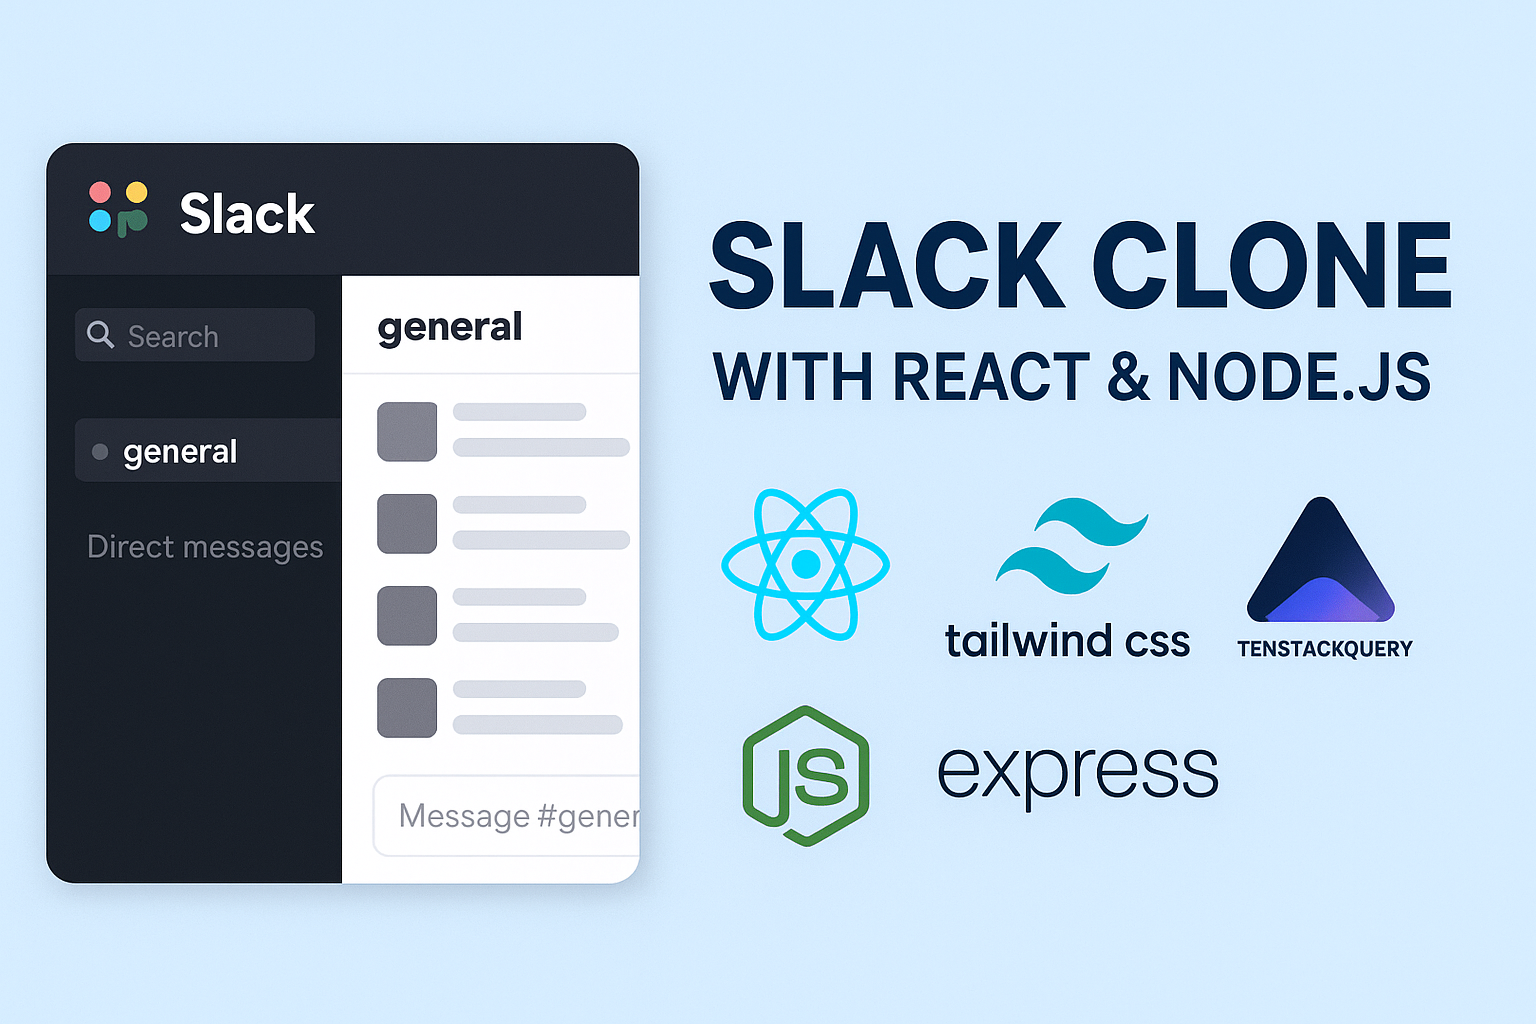 Slack
Search
general
Direct messages
general
Message #gener
SLACK CLONE
WITH REACT & NODE.JS
tailwind css
TENSTACKQUERY
JS
express